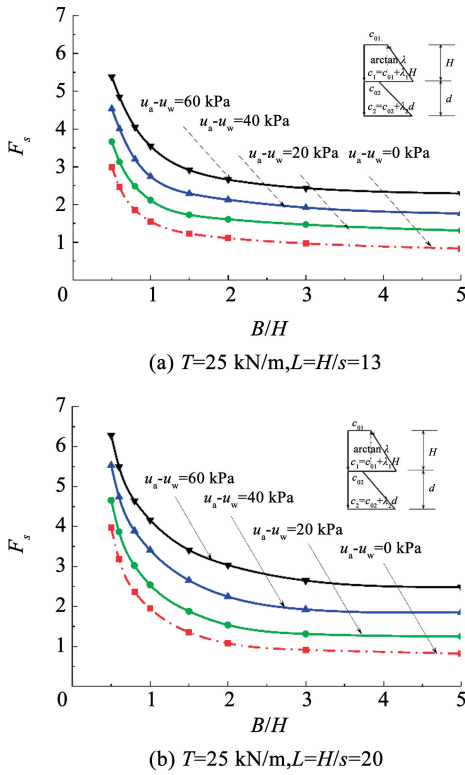 7
6
5
4
3
2
1
0
F_s
u_a-u_w=60 kPa
u_a-u_w=40 kPa
u_a-u_w=20 kPa
u_a-u_w=0 kPa
c_01
arctan λ
c_1=c_01+λ_1H
c_02
c_2=c_02+λ_2d
H
d
1
2
3
4
5
B/H
(a) T=25 kN/m,L=H/s=13
7
6
5
4
3
2
1
0
F_s
u_a-u_w=60 kPa
u_a-u_w=40 kPa
u_a-u_w=20 kPa
u_a-u_w=0 kPa
c_01
arctan λ
c_1=c_01+λ_1H
c_02
c_2=c_02+λ_2d
H
d
1
2
3
4
5
B/H
(b) T=25 kN/m,L=H/s=20